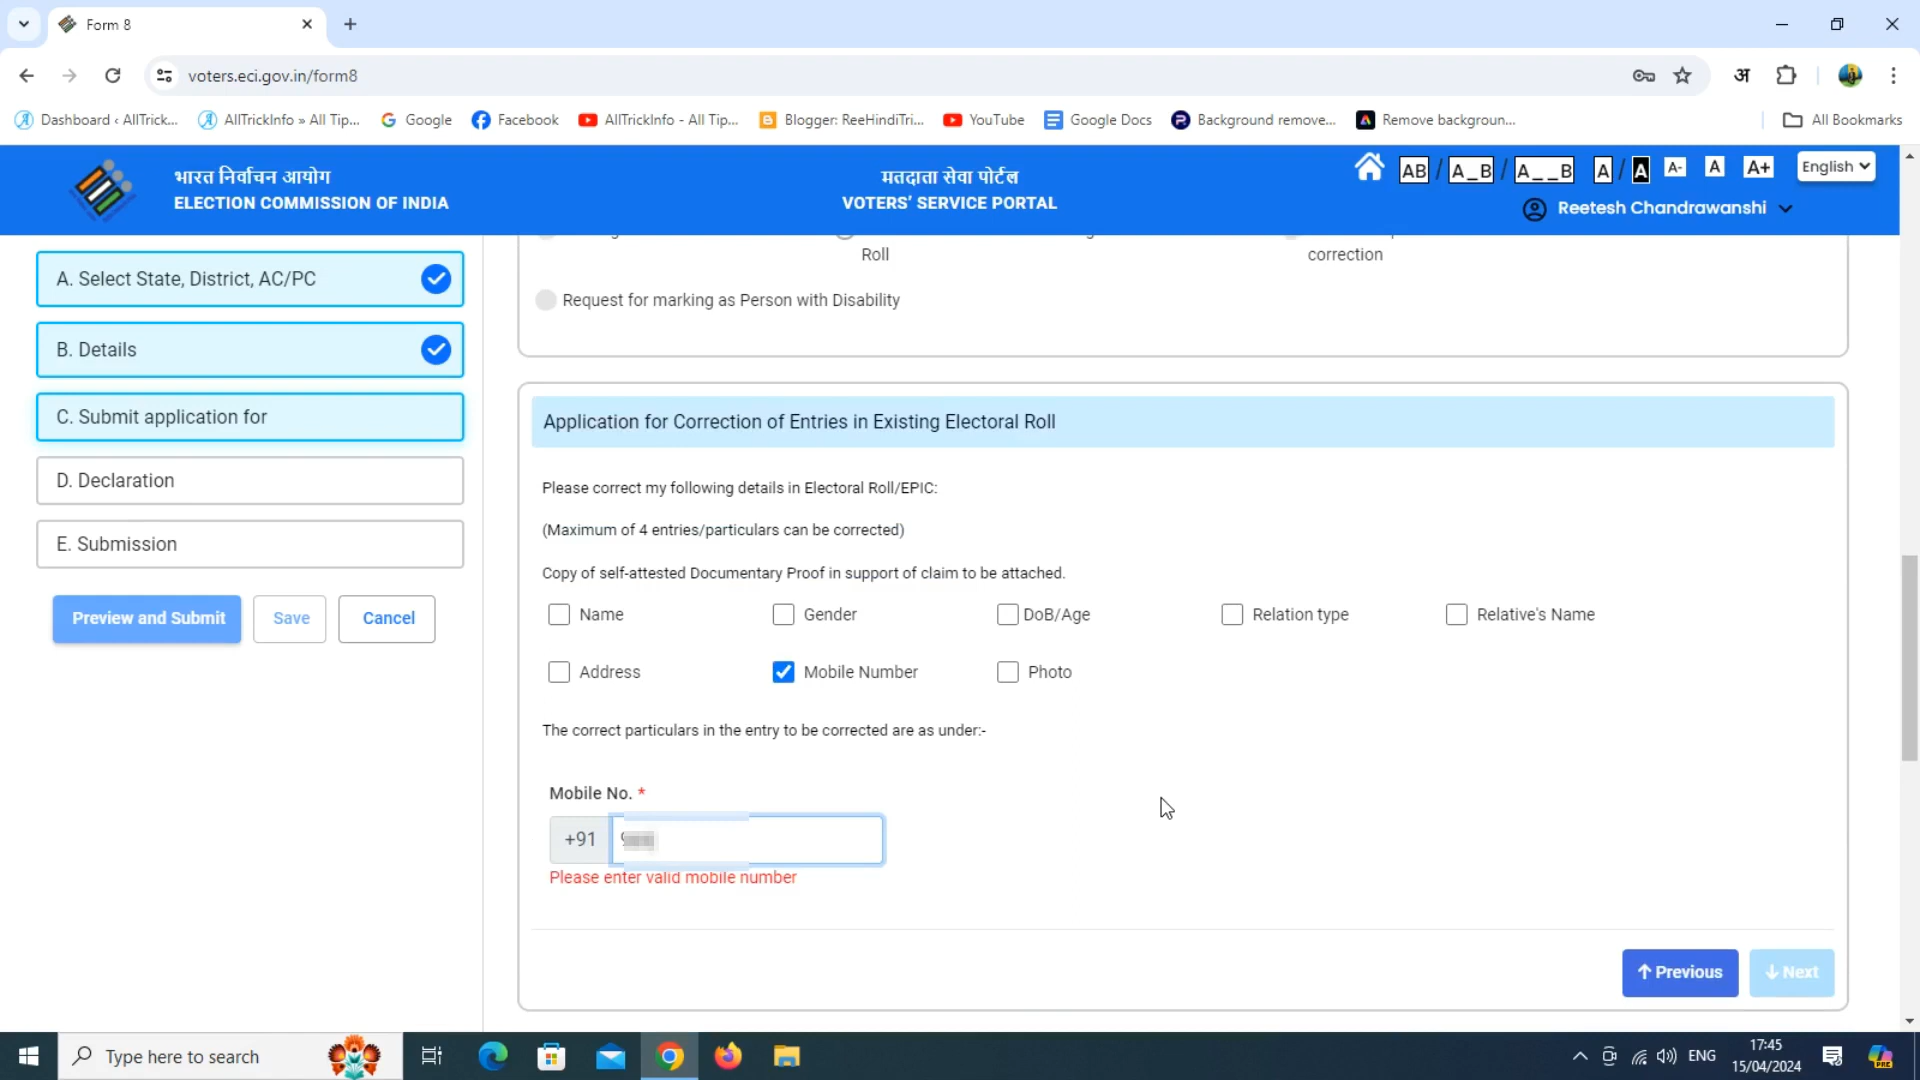 Form 8
voters.eci.gov.in/form8
अ
Dashboard ‹ AllTrick...
AllTrickInfo » All Tip...
Google
Facebook
AllTrickInfo - All Tip...
Blogger: ReeHindiTri...
YouTube
Google Docs
Background remove...
Remove backgroun...
All Bookmarks
भारत निर्वाचन आयोग
ELECTION COMMISSION OF INDIA
मतदाता सेवा पोर्टल
VOTERS' SERVICE PORTAL
AB / A_B / A__B A / A A- A A+
English
Reetesh Chandrawanshi
A. Select State, District, AC/PC
B. Details
C. Submit application for
D. Declaration
E. Submission
Preview and Submit
Save
Cancel
Roll
correction
Request for marking as Person with Disability
Application for Correction of Entries in Existing Electoral Roll
Please correct my following details in Electoral Roll/EPIC:
(Maximum of 4 entries/particulars can be corrected)
Copy of self-attested Documentary Proof in support of claim to be attached.
Name
Gender
DoB/Age
Relation type
Relative's Name
Address
Mobile Number
Photo
The correct particulars in the entry to be corrected are as under:-
Mobile No. *
+91
Please enter valid mobile number
Previous
Next
Type here to search
ENG
17:45
15/04/2024
PRE